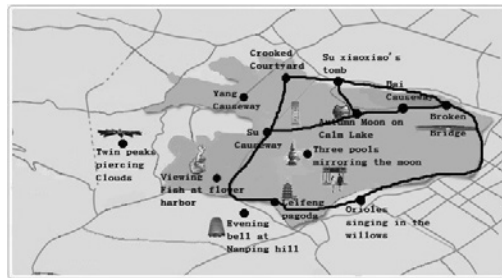 Crooked
Courtyard
Su xiaoxiao's
tomb
Yang
Causeway
Bai
Causeway
Broken
Bridge
Autumn Moon on
Calm Lake
Su
Causeway
Twin peaks
piercing
Clouds
Three pools
mirroring the moon
Viewing
Fish at flower
harbor
Leifeng
pagoda
Orioles
singing in the
willows
Evening
bell at
Nanping hill